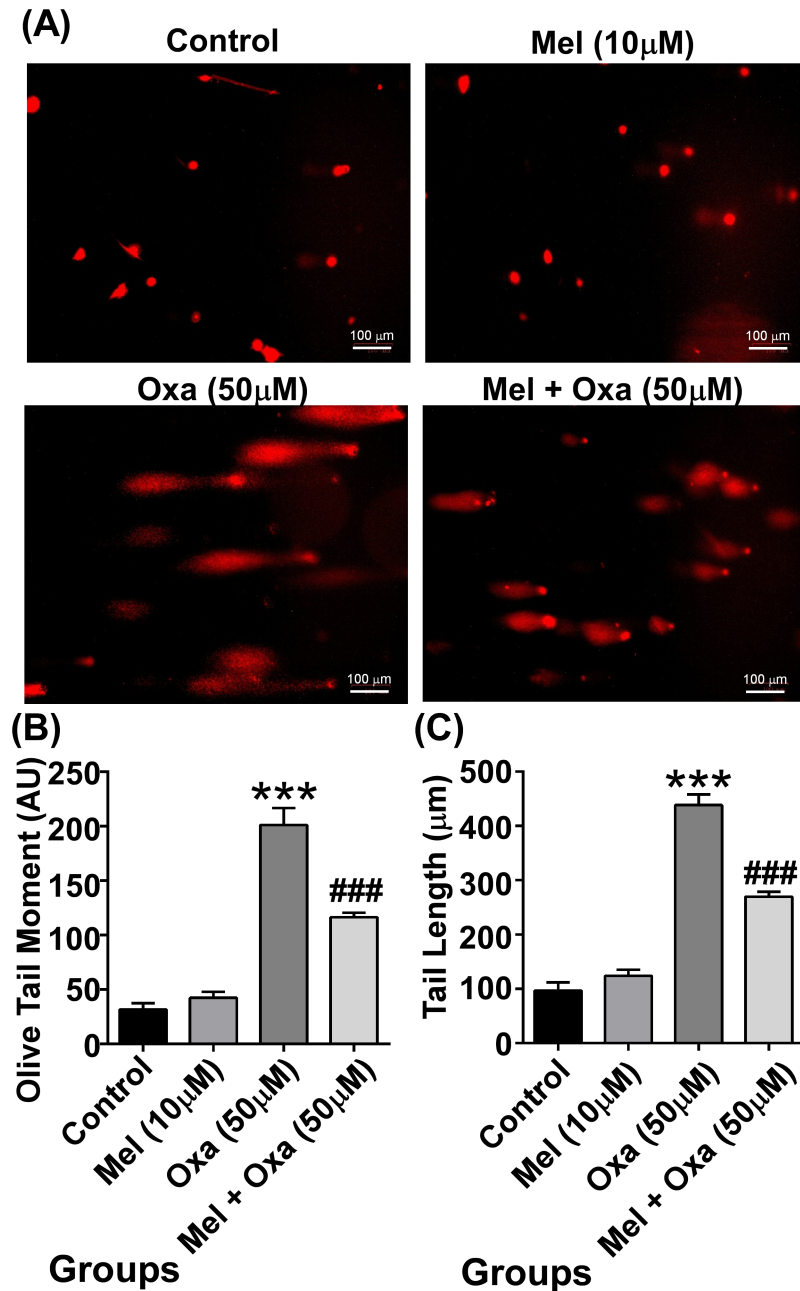 (A)
Control
Mel (10μM)
100 μm
100 μm
Oxa (50μM)
Mel + Oxa (50μM)
100 μm
100 μm
(B)
Olive Tail Moment (AU)
250
200
150
100
50
0
***
###
Control
Mel (10μM)
Oxa (50μM)
Mel + Oxa (50μM)
Groups
(C)
Tail Length (μm)
500
400
300
200
100
0
***
###
Control
Mel (10μM)
Oxa (50μM)
Mel + Oxa (50μM)
Groups